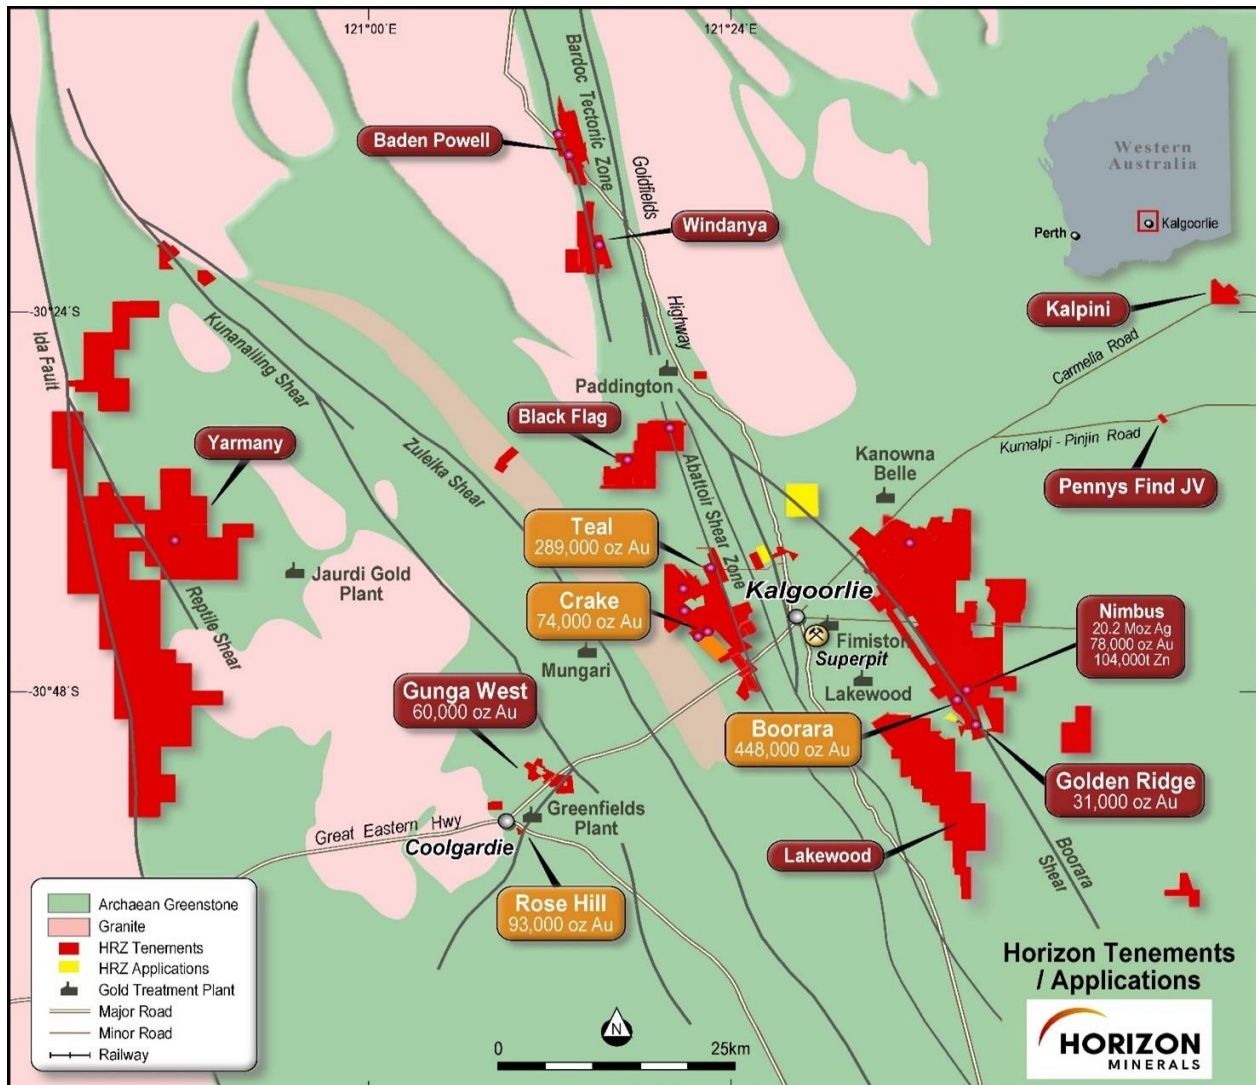 121°00´E
121°24´E
Bardoc Tectonic Zone
Goldfields
Highway
Baden Powell
Windanya
Western
Australia
Perth
Kalgoorlie
-30°24´S
Kalpini
Carmelia Road
Ida Fault
Kunanalling Shear
Zuleika Shear
Paddington
Black Flag
Abattoir Shear Zone
Kanowna
Belle
Kurnalpi - Pinjin Road
Pennys Find JV
Yarmany
Reptile Shear
Jaurdi Gold
Plant
Teal
289,000 oz Au
Crake
74,000 oz Au
Kalgoorlie
Fimiston
Superpit
Nimbus
20.2 Moz Ag
78,000 oz Au
104,000t Zn
Mungari
-30°48´S
Lakewood
Gunga West
60,000 oz Au
Boorara
448,000 oz Au
Golden Ridge
31,000 oz Au
Greenfields
Plant
Great Eastern Hwy
Coolgardie
Lakewood
Boorara
Shear
Rose Hill
93,000 oz Au
Archaean Greenstone
Granite
HRZ Tenements
HRZ Applications
Gold Treatment Plant
Major Road
Minor Road
Railway
N
0
25km
Horizon Tenements
/ Applications
HORIZON
MINERALS